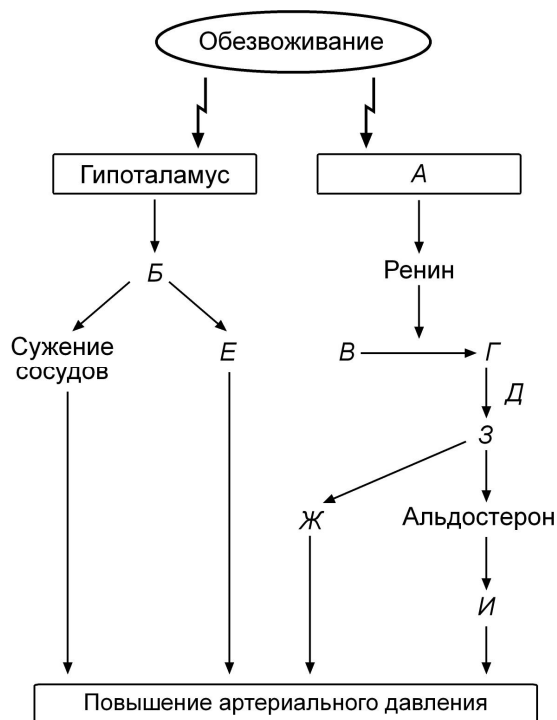 Обезвоживание
Гипоталамус
А
Б
Ренин
Сужение
сосудов
Е
В
Г
Д
З
Ж
Альдостерон
И
Повышение артериального давления